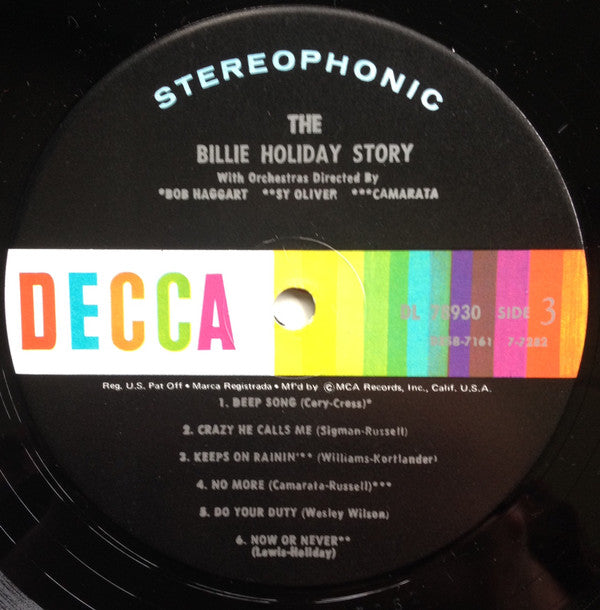 STEREOPHONIC
THE
BILLIE HOLIDAY STORY
With Orchestras Directed By
*BOB HAGGART **SY OLIVER ***CAMARATA
DECCA
DL 78930 SIDE 3
7-7282
Reg. U.S. Pat Off • Marca Registrada • Mf'd by ©MCA Records, Inc., Calif. U.S.A.
1. DEEP SONG (Cory-Cross)*
2. CRAZY HE CALLS ME (Sigman-Russell)
3. KEEPS ON RAININ'** (Williams-Kortlander)
4. NO MORE (Camarata-Russell)***
5. DO YOUR DUTY (Wesley Wilson)
6. NOW OR NEVER**
(Lewis-Holiday)